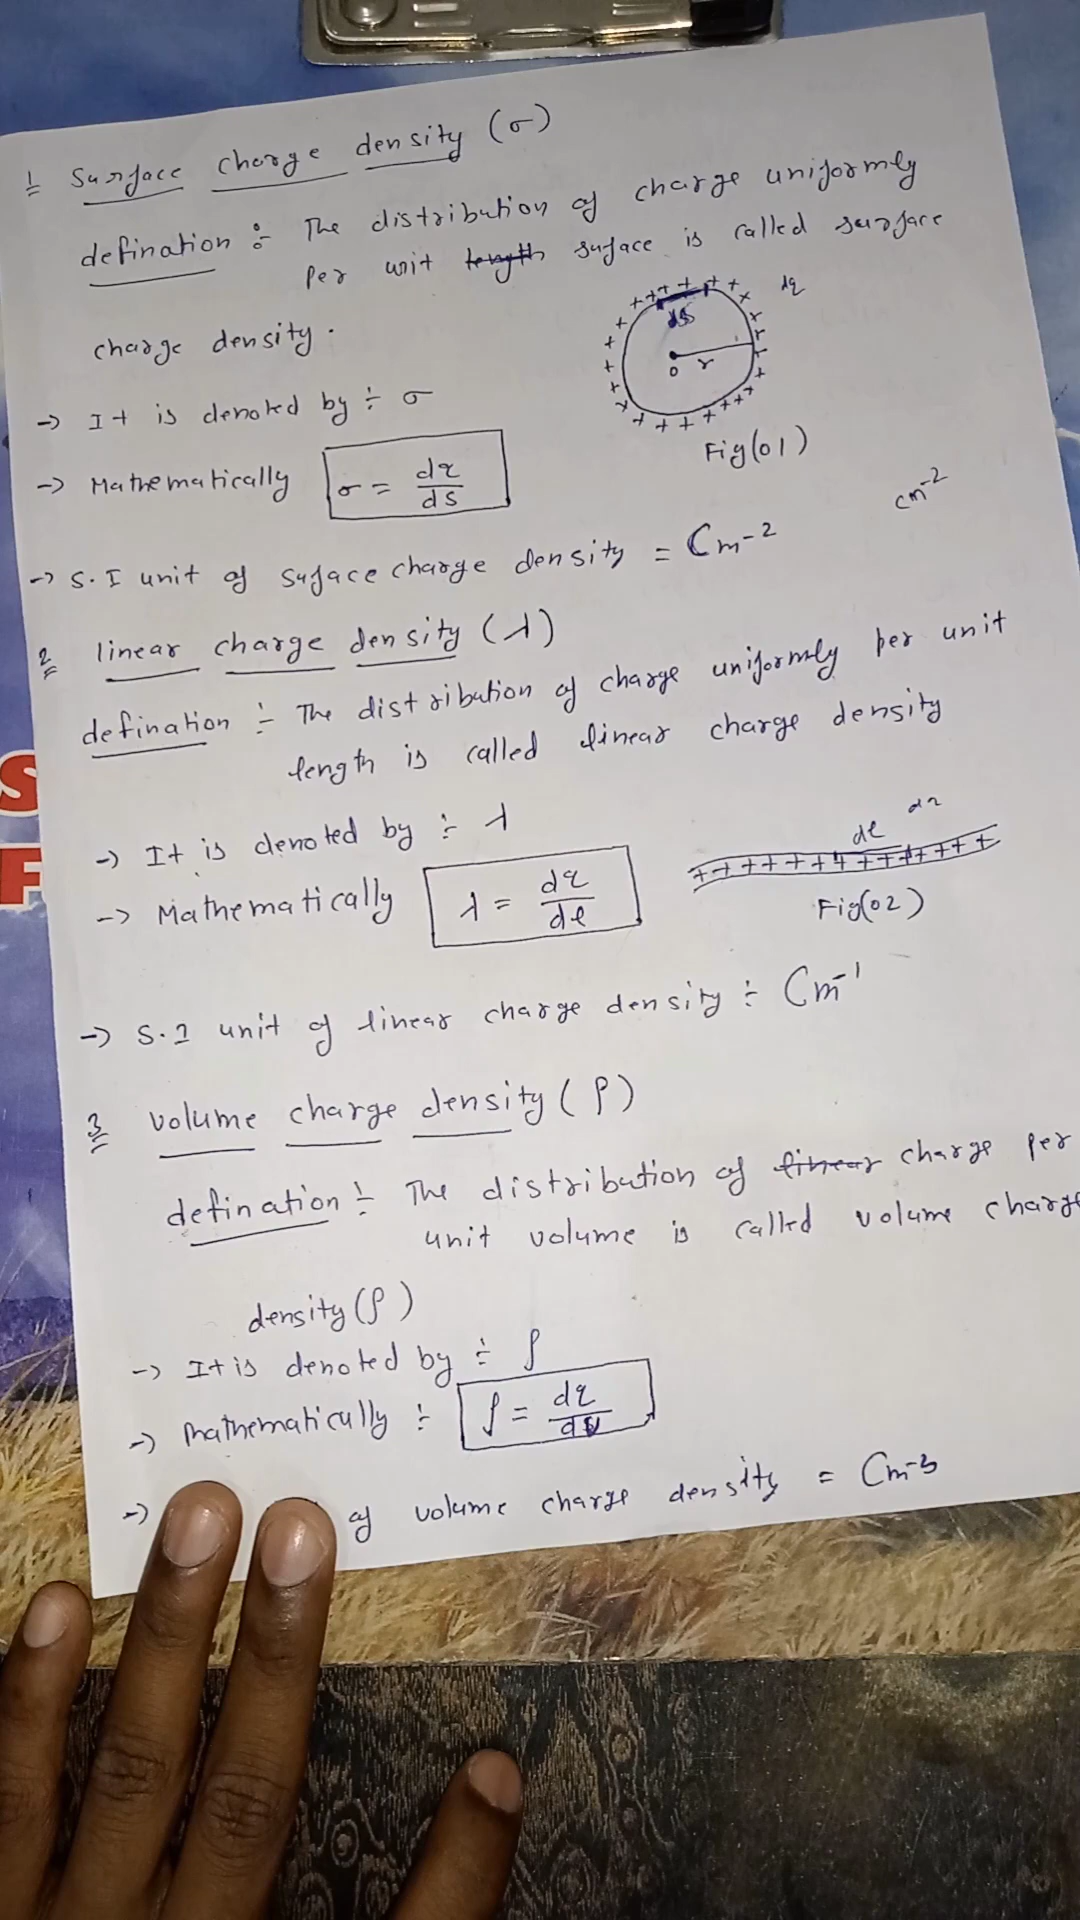 1 Surface charge density (σ)
defination ÷ The distribution of charge uniformly
Per unit length suface is called surface
charge density.
+ + + + + + + dq
ds
o r
Fig(01)
→ It is denoted by ÷ σ
→ Mathematically σ = dq/ds
cm⁻²
→ S.I unit of suface charge density = Cm⁻²
2 linear charge density (λ)
defination ÷ The distribution of charge uniformly per unit
length is called linear charge density
→ It is denoted by ÷ λ
→ Mathematically λ = dq/dl
dl dq
+ + + + + + + + + + + + + +
Fig(02)
→ S.I unit of linear charge density ÷ Cm⁻¹
3 volume charge density (ρ)
defination ÷ The distribution of linear charge per
unit volume is called volume charge
density (ρ)
→ It is denoted by ÷ ρ
→ Mathematically ÷ ρ = dq/dv
→ of volume charge density = Cm⁻³
S
F